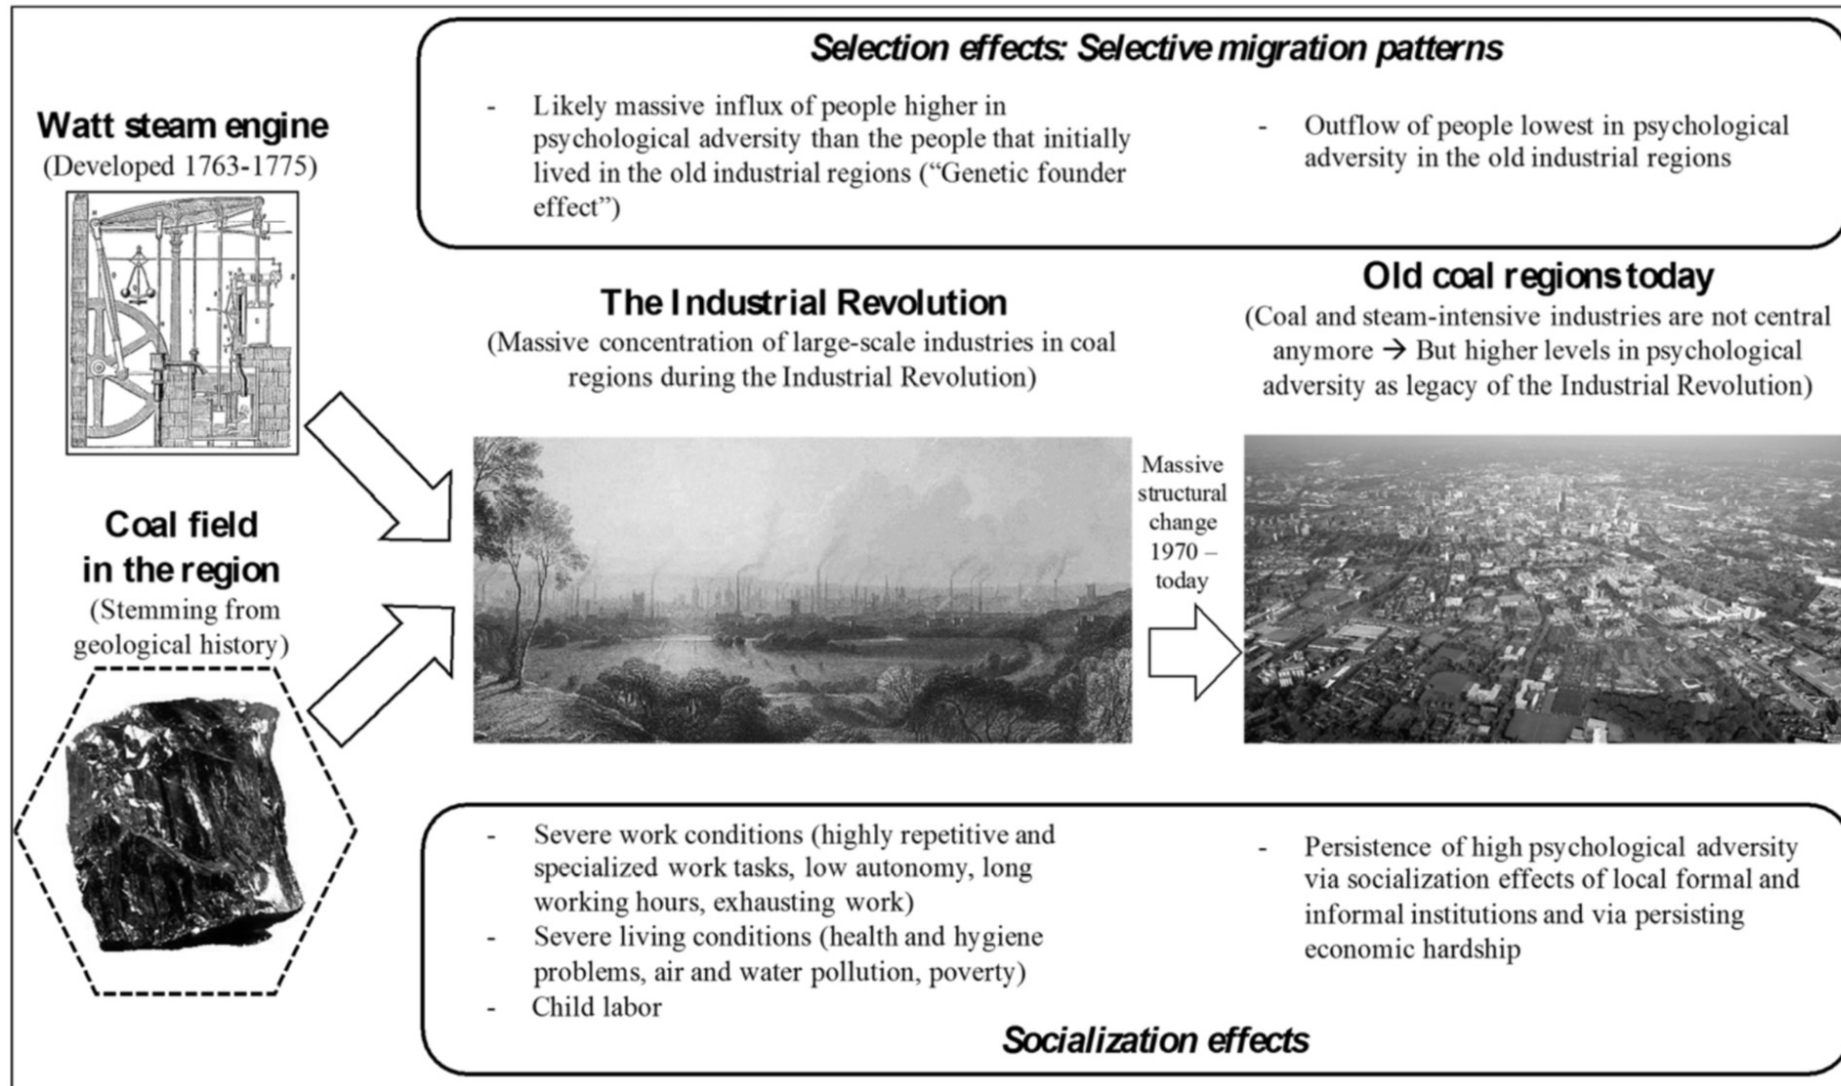 Selection effects: Selective migration patterns
- Likely massive influx of people higher in
psychological adversity than the people that initially
lived in the old industrial regions (“Genetic founder
effect”)
- Outflow of people lowest in psychological
adversity in the old industrial regions
Watt steam engine
(Developed 1763-1775)
Coal field
in the region
(Stemming from
geological history)
The Industrial Revolution
(Massive concentration of large-scale industries in coal
regions during the Industrial Revolution)
Massive
structural
change
1970 –
today
Old coal regions today
(Coal and steam-intensive industries are not central
anymore → But higher levels in psychological
adversity as legacy of the Industrial Revolution)
- Severe work conditions (highly repetitive and
specialized work tasks, low autonomy, long
working hours, exhausting work)
- Severe living conditions (health and hygiene
problems, air and water pollution, poverty)
- Child labor
- Persistence of high psychological adversity
via socialization effects of local formal and
informal institutions and via persisting
economic hardship
Socialization effects